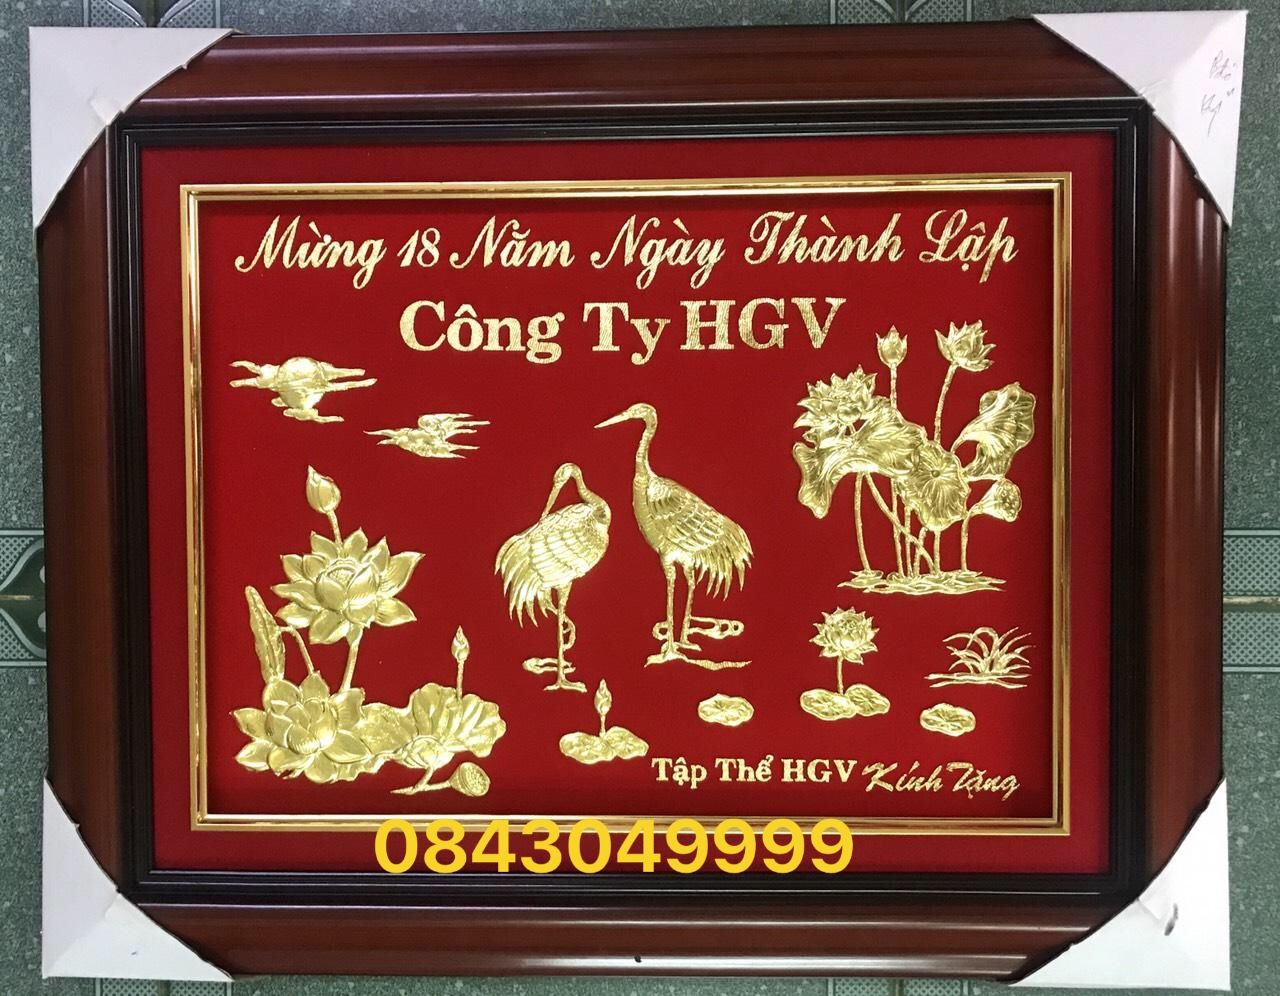 Mừng 18 Năm Ngày Thành Lập
Công Ty HGV
Tập Thể HGV Kính Tặng
0843049999